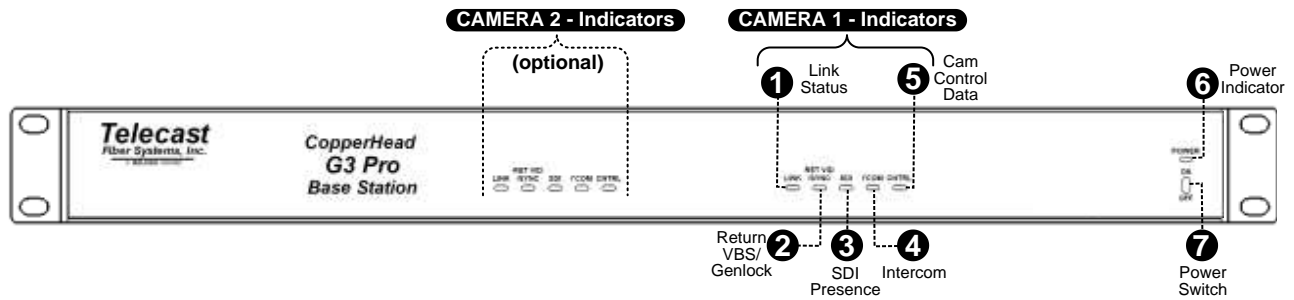 CAMERA 2 - Indicators
(optional)
CAMERA 1 - Indicators
1
Link
Status
5
Cam
Control
Data
6
Power
Indicator
Telecast
Fiber Systems, Inc.
CopperHead
G3 Pro
Base Station
LINK
RET VID
/SYNC
SDI
I'COM
CNTRL
LINK
RET VID
/SYNC
SDI
I'COM
CNTRL
POWER
ON
OFF
Return
VBS/
Genlock
2
3
SDI
Presence
4
Intercom
7
Power
Switch